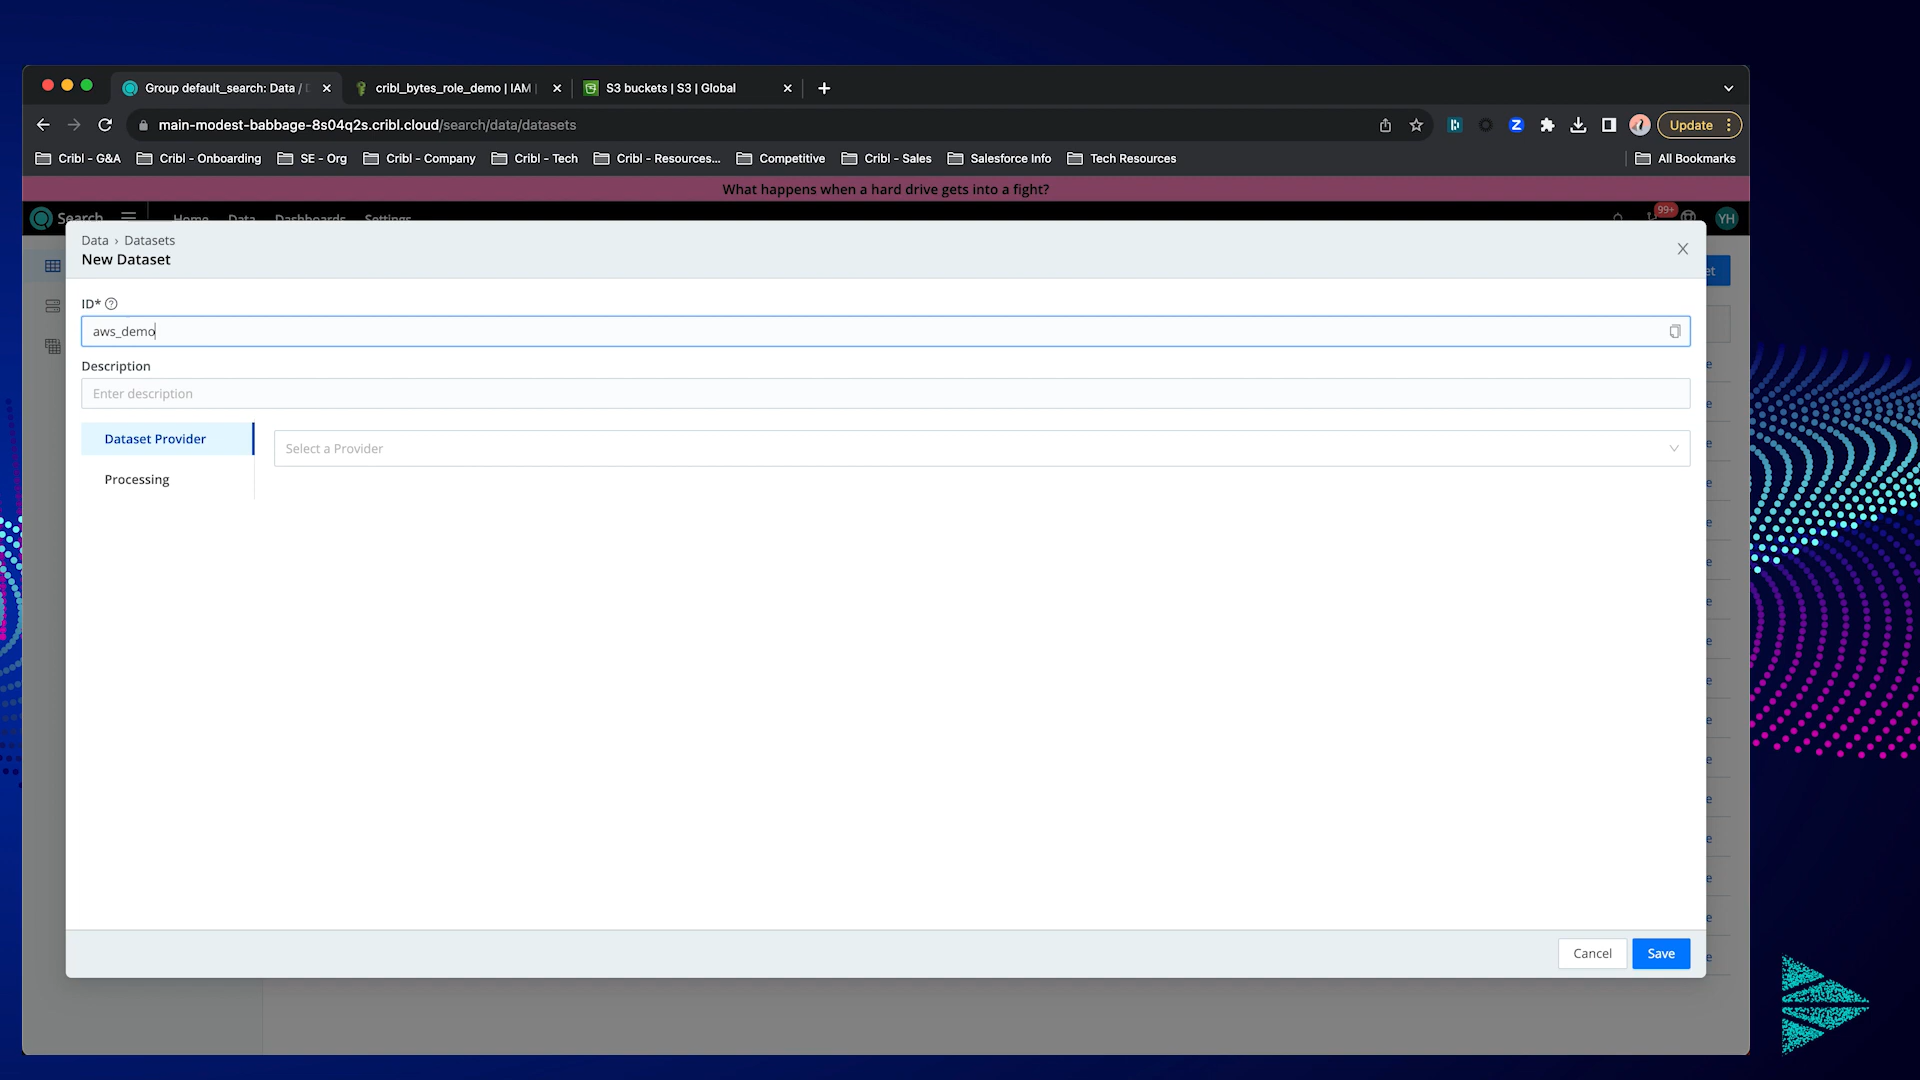 Group default_search: Data /
cribl_bytes_role_demo | IAM |
S3 buckets | S3 | Global
main-modest-babbage-8s04q2s.cribl.cloud/search/data/datasets
Update
Cribl - G&A
Cribl - Onboarding
SE - Org
Cribl - Company
Cribl - Tech
Cribl - Resources...
Competitive
Cribl - Sales
Salesforce Info
Tech Resources
All Bookmarks
What happens when a hard drive gets into a fight?
Search
Home
Data
Dashboards
Settings
99+
YH
Data › Datasets
New Dataset
ID*
aws_demo
Description
Enter description
Dataset Provider
Select a Provider
Processing
Cancel
Save